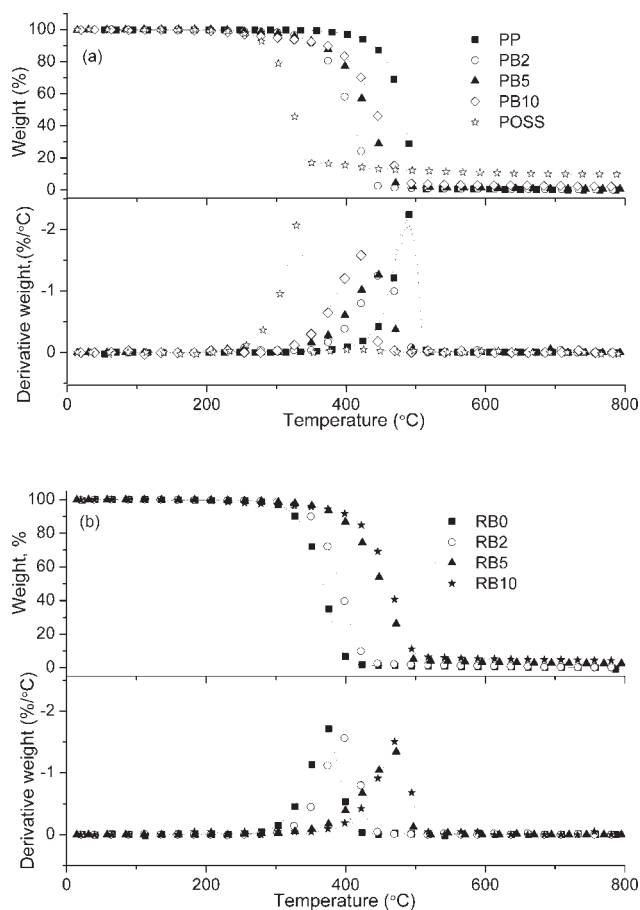 100
80
60
40
20
0
Weight (%)
(a)
PP
PB2
PB5
PB10
POSS
-2
-1
0
Derivative weight,(%/°C)
0 200 400 600 800
Temperature (°C)
100
80
60
40
20
0
Weight, %
(b)
RB0
RB2
RB5
RB10
-2
-1
0
Derivative weight (%/°C)
0 200 400 600 800
Temperature (°C)